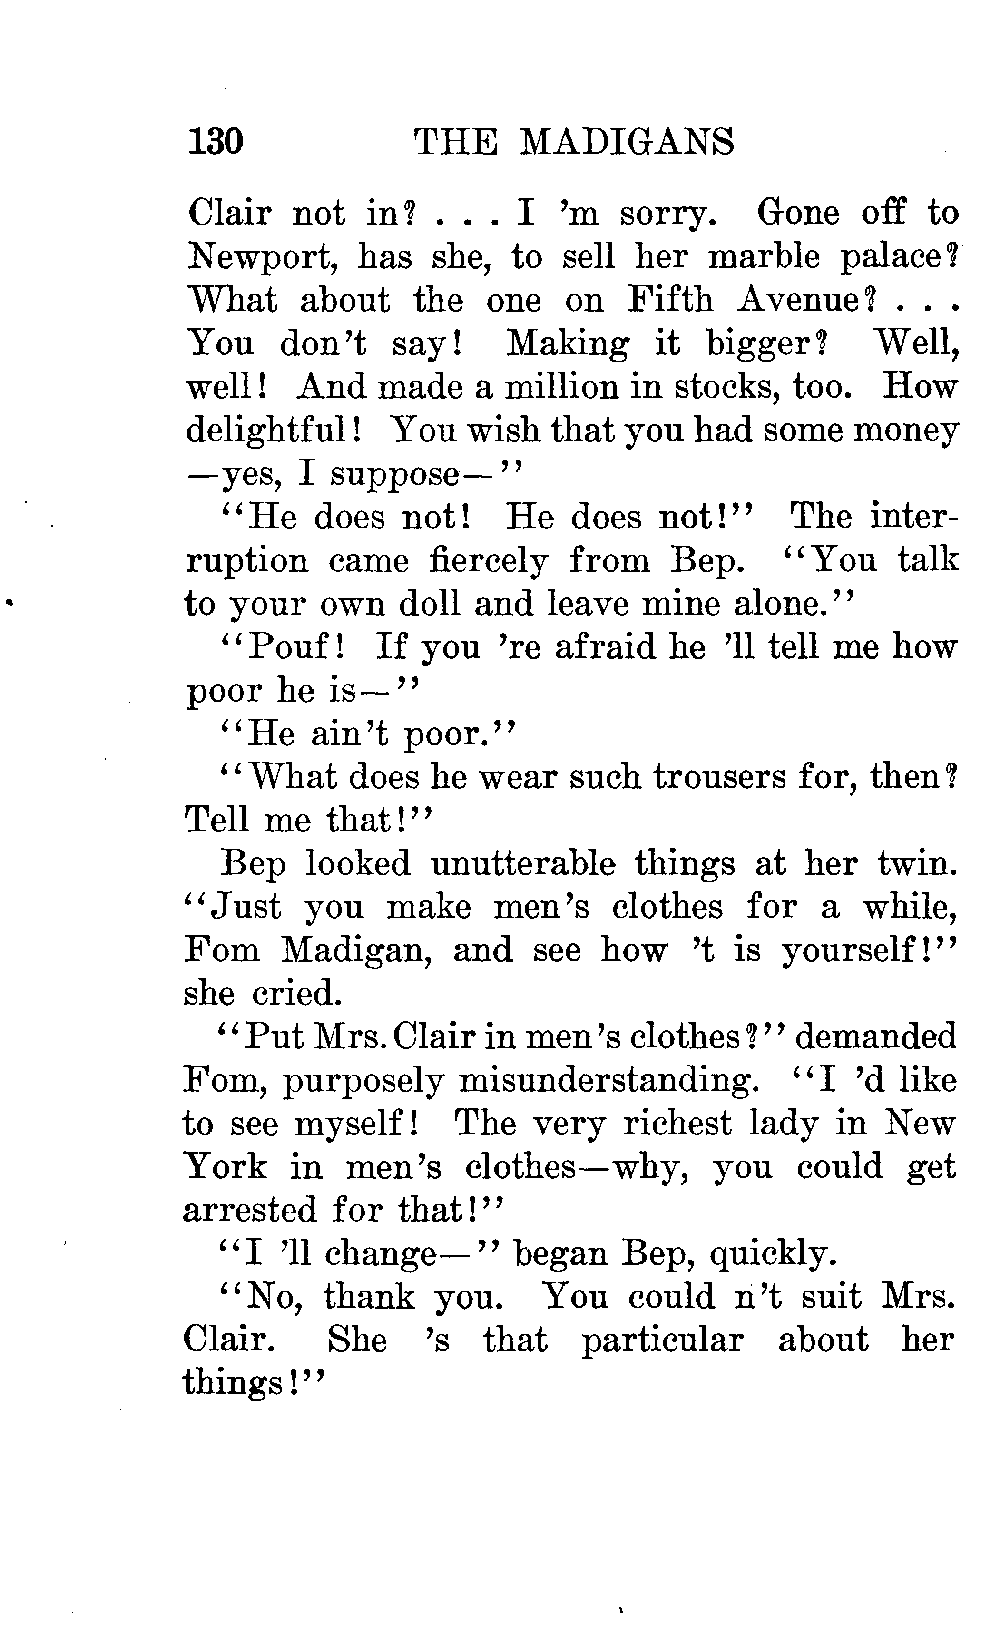 130 THE MADIGANS
Clair not in? . . . I 'm sorry. Gone off to
Newport, has she, to sell her marble palace?
What about the one on Fifth Avenue? . . .
You don't say! Making it bigger? Well,
well! And made a million in stocks, too. How
delightful! You wish that you had some money
—yes, I suppose—"
"He does not! He does not!" The inter-
ruption came fiercely from Bep. "You talk
to your own doll and leave mine alone."
"Pouf! If you 're afraid he 'll tell me how
poor he is—"
"He ain't poor."
"What does he wear such trousers for, then?
Tell me that!"
Bep looked unutterable things at her twin.
"Just you make men's clothes for a while,
Fom Madigan, and see how 't is yourself!"
she cried.
"Put Mrs. Clair in men's clothes?" demanded
Fom, purposely misunderstanding. "I 'd like
to see myself! The very richest lady in New
York in men's clothes—why, you could get
arrested for that!"
"I 'll change—" began Bep, quickly.
"No, thank you. You could n't suit Mrs.
Clair. She 's that particular about her
things!"